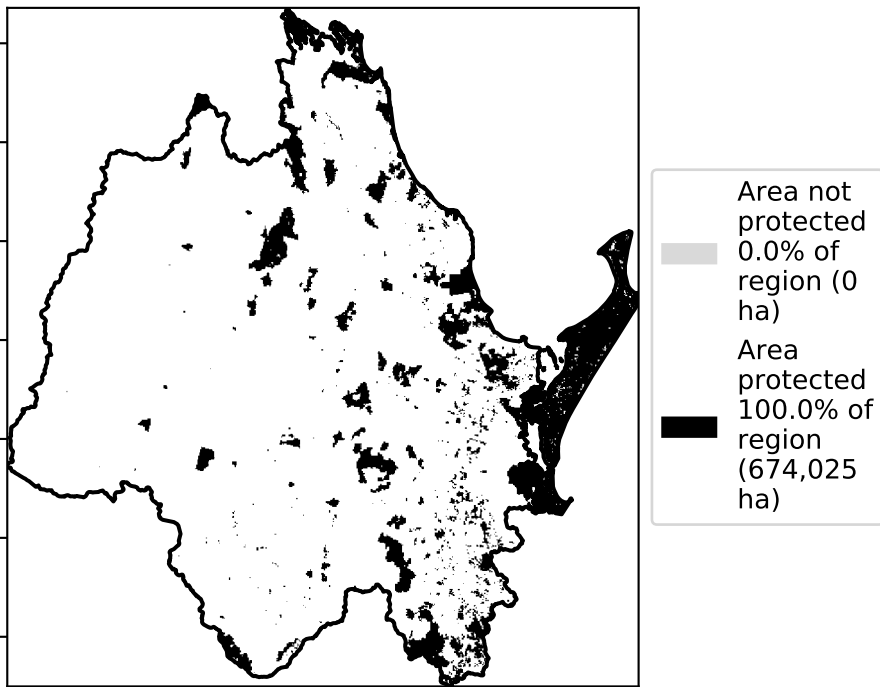 Area not
protected
0.0% of
region (0
ha)
Area
protected
100.0% of
region
(674,025
ha)